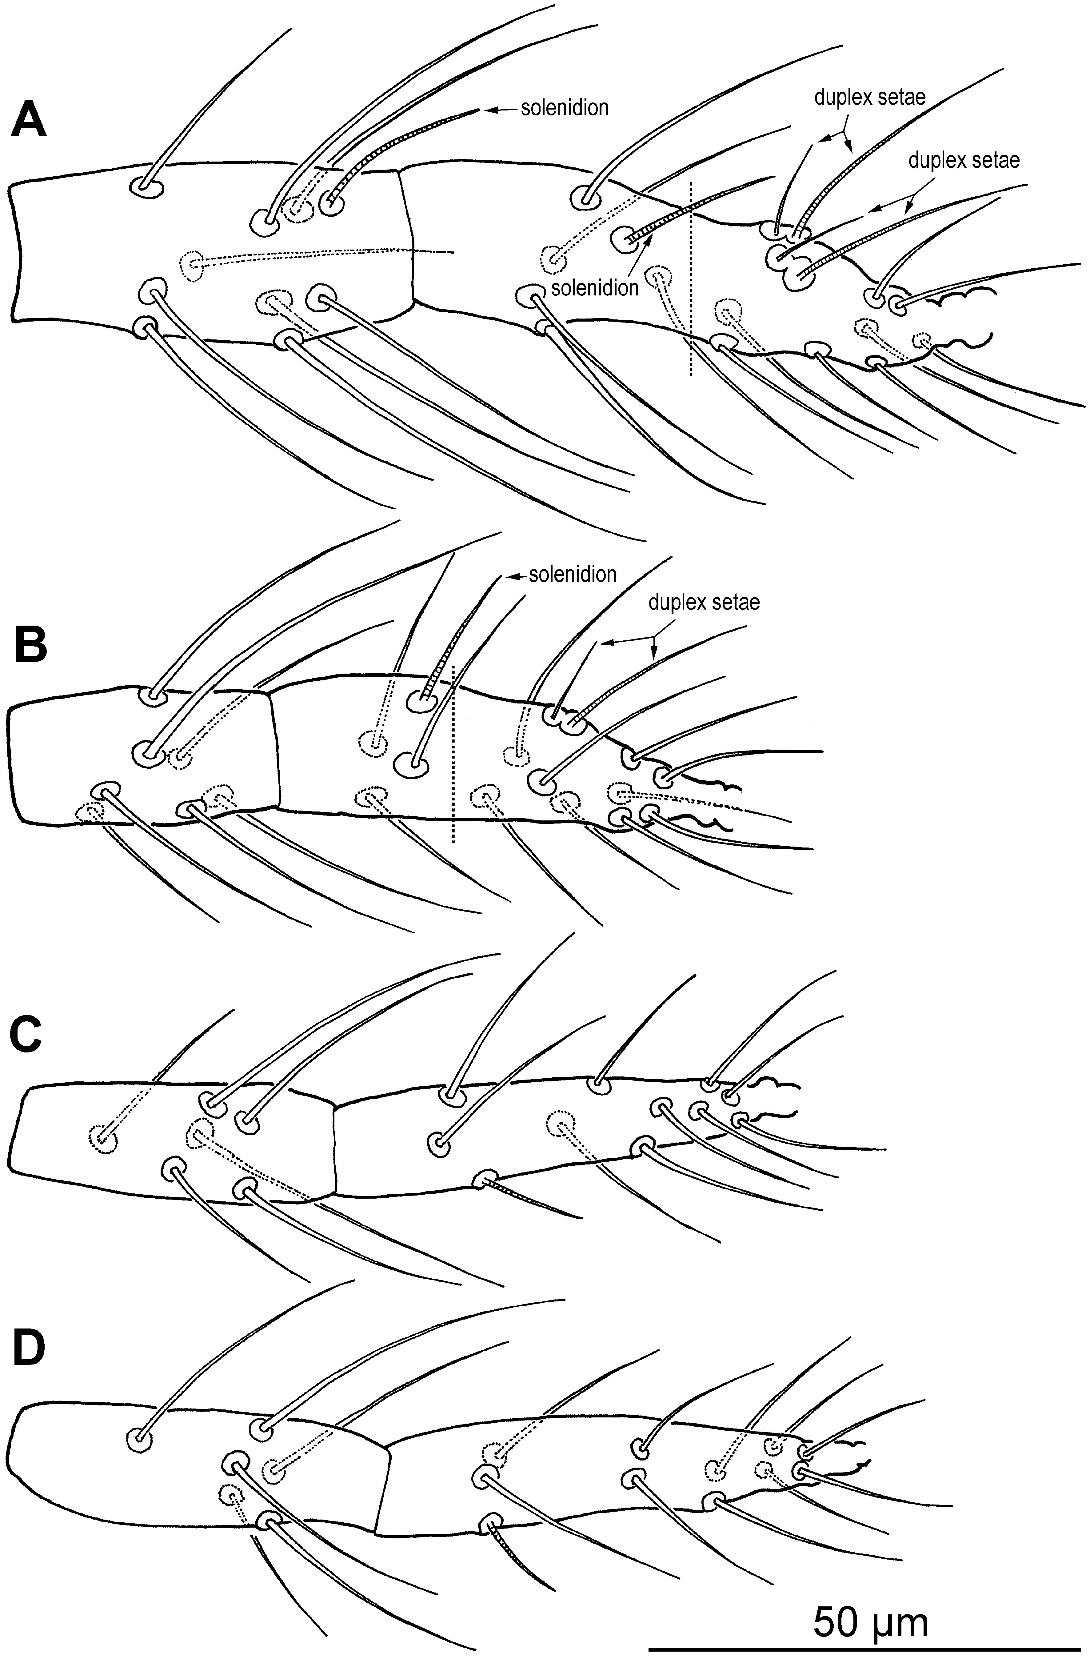 A
solenidion
duplex setae
duplex setae
solenidion
B
solenidion
duplex setae
C
D
50 µm